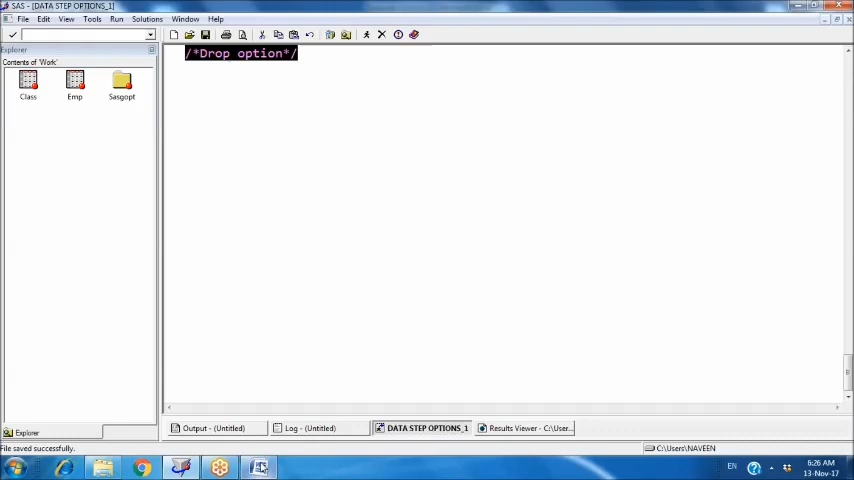 SAS - [DATA STEP OPTIONS_1]
File Edit View Tools Run Solutions Window Help
Explorer
Contents of 'Work'
Class Emp Sasgopt
/*Drop option*/
Explorer
Output - (Untitled) Log - (Untitled) DATA STEP OPTIONS_1 Results Viewer - C:\User...
File saved successfully. C:\Users\NAVEEN
EN 6:26 AM
13-Nov-17